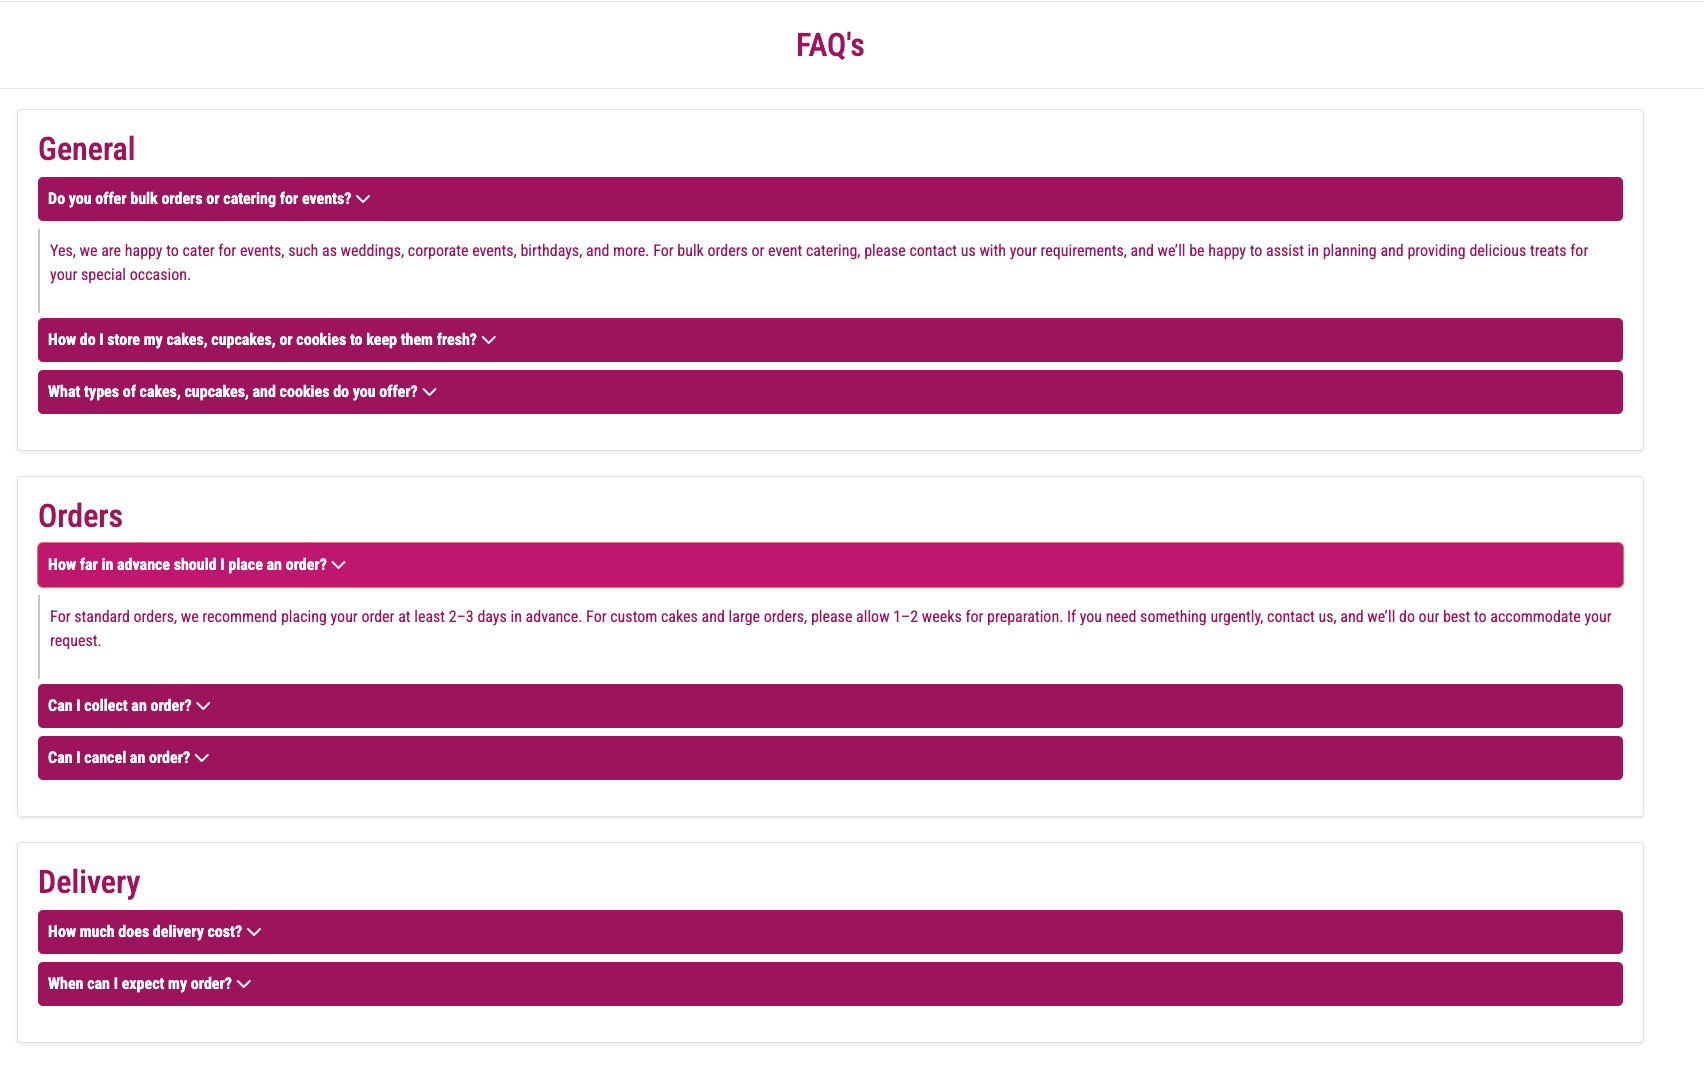 FAQ's
General
Do you offer bulk orders or catering for events?
Yes, we are happy to cater for events, such as weddings, corporate events, birthdays, and more. For bulk orders or event catering, please contact us with your requirements, and we’ll be happy to assist in planning and providing delicious treats for
your special occasion.
How do I store my cakes, cupcakes, or cookies to keep them fresh?
What types of cakes, cupcakes, and cookies do you offer?
Orders
How far in advance should I place an order?
For standard orders, we recommend placing your order at least 2–3 days in advance. For custom cakes and large orders, please allow 1–2 weeks for preparation. If you need something urgently, contact us, and we’ll do our best to accommodate your
request.
Can I collect an order?
Can I cancel an order?
Delivery
How much does delivery cost?
When can I expect my order?